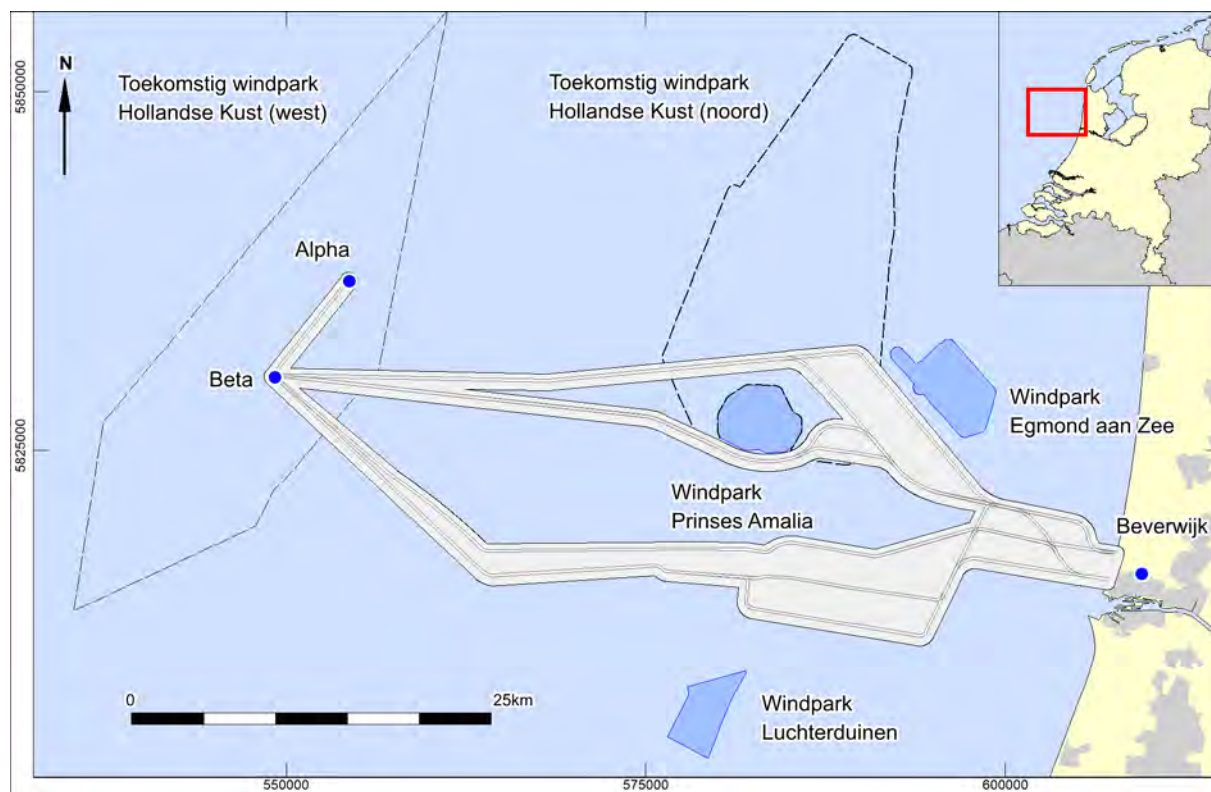 N
Toekomstig windpark
Hollandse Kust (west)
Toekomstig windpark
Hollandse Kust (noord)
5850000
Alpha
Beta
Windpark
Egmond aan Zee
5825000
Windpark
Prinses Amalia
Beverwijk
0
25km
Windpark
Luchterduinen
550000
575000
600000